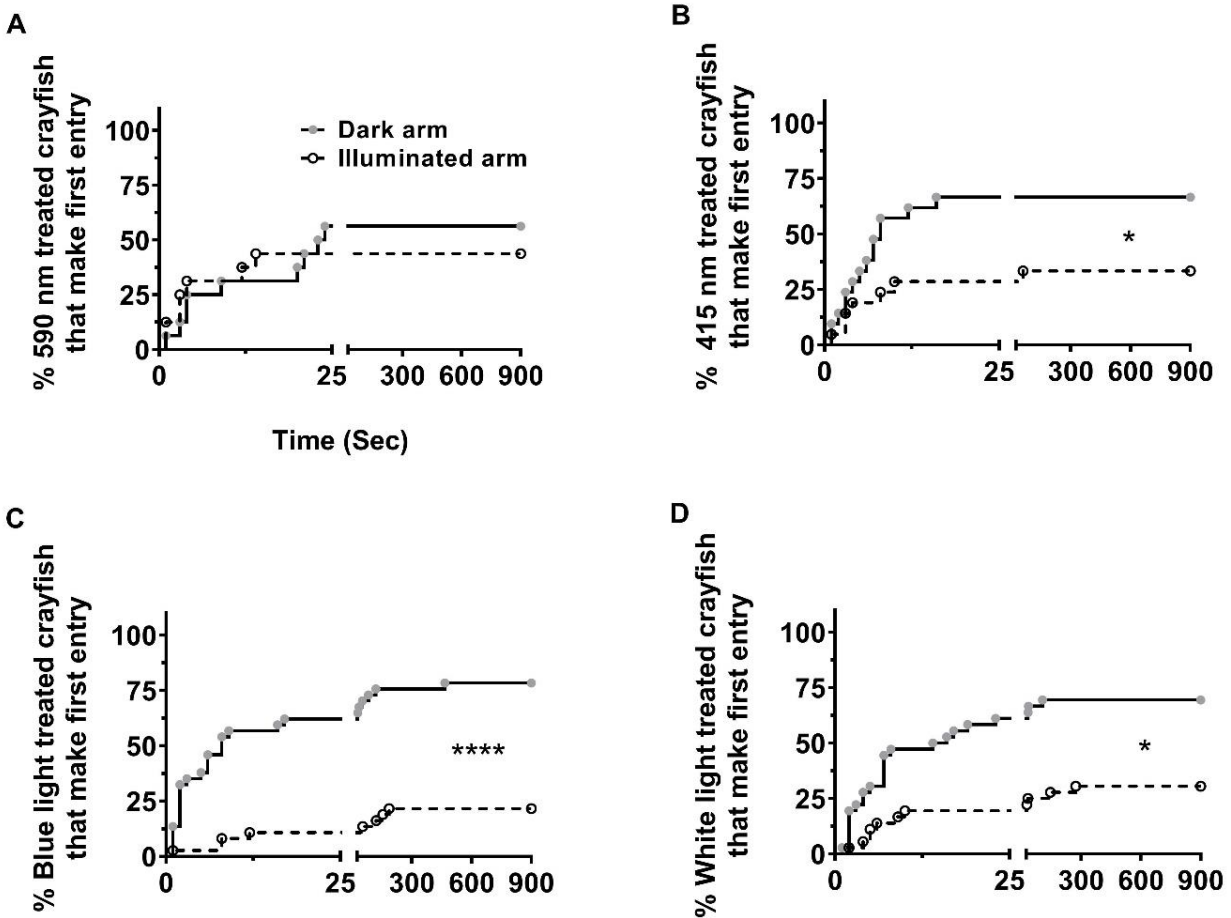 A
% 590 nm treated crayfish
that make first entry
100
75
50
25
0
Dark arm
Illuminated arm
0 25 300 600 900
Time (Sec)
B
% 415 nm treated crayfish
that make first entry
100
75
50
25
0
*
0 25 300 600 900
C
% Blue light treated crayfish
that make first entry
100
75
50
25
0
****
0 25 300 600 900
D
% White light treated crayfish
that make first entry
100
75
50
25
0
*
0 25 300 600 900